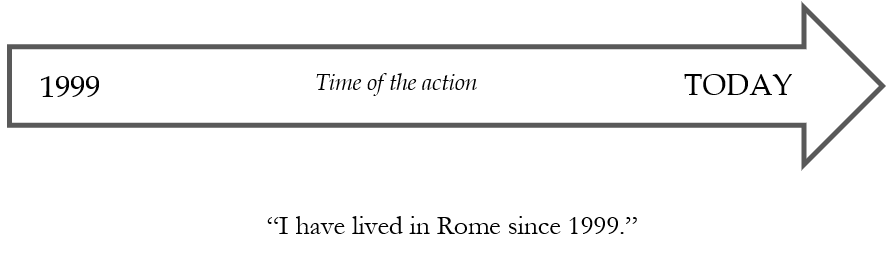 1999 Time of the action TODAY
“I have lived in Rome since 1999.”